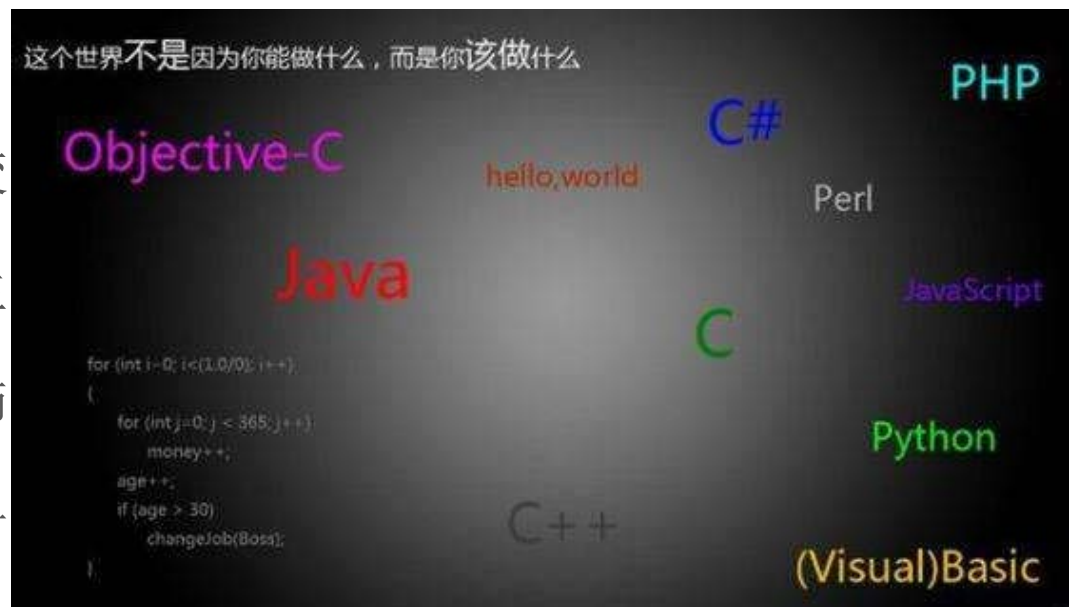 这个世界不是因为你能做什么，而是你该做什么
PHP
C#
Objective-C
hello,world
Perl
Java
JavaScript
C
for (int i=0; i<(1.0/0); i++)
{
for (int j=0; j < 365; j++)
money++;
age++;
if (age > 30)
changeJob(Boss);
}
Python
C++
(Visual)Basic